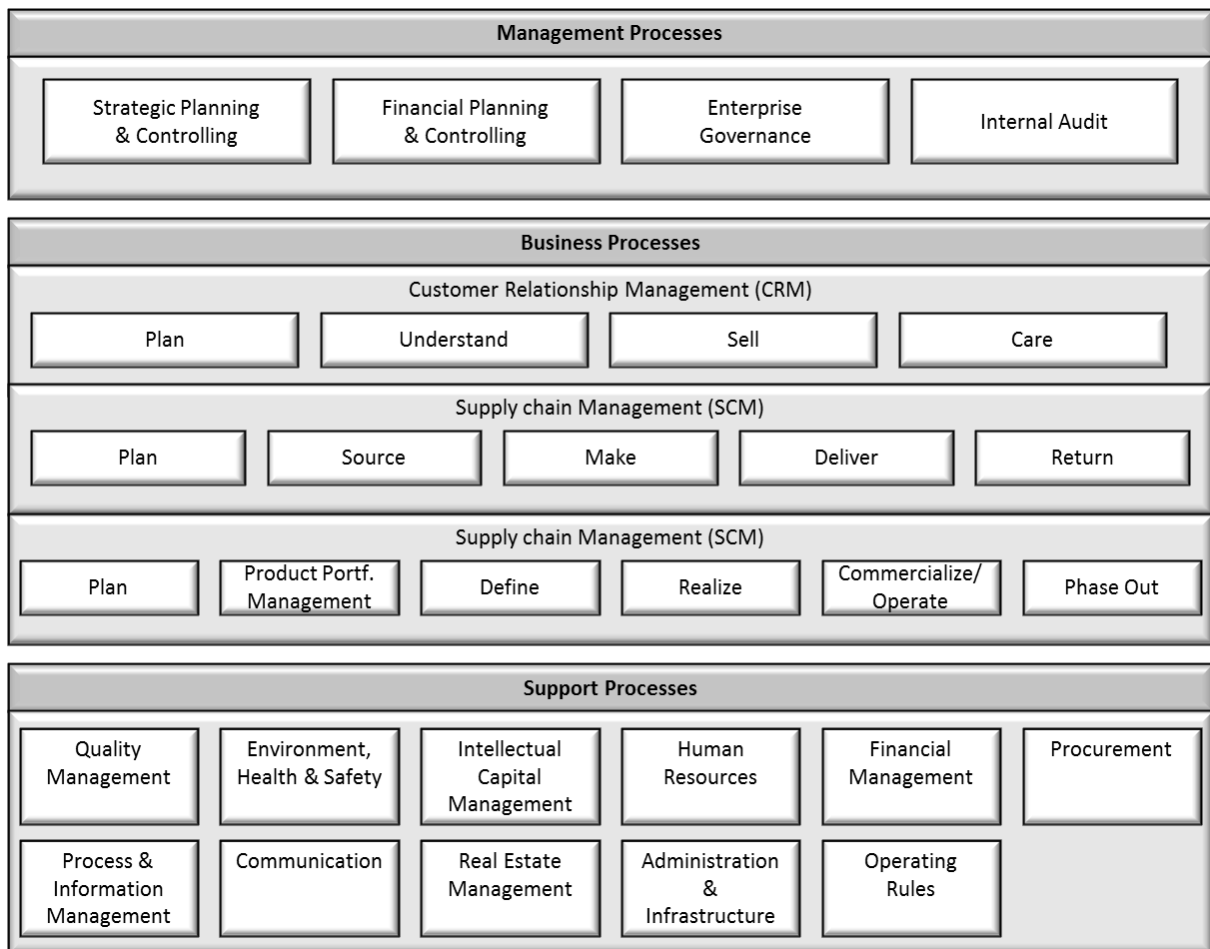 Management Processes
Strategic Planning
& Controlling
Financial Planning
& Controlling
Enterprise
Governance
Internal Audit
Business Processes
Customer Relationship Management (CRM)
Plan
Understand
Sell
Care
Supply chain Management (SCM)
Plan
Source
Make
Deliver
Return
Supply chain Management (SCM)
Plan
Product Portf.
Management
Define
Realize
Commercialize/
Operate
Phase Out
Support Processes
Quality
Management
Environment,
Health & Safety
Intellectual
Capital
Management
Human
Resources
Financial
Management
Procurement
Process &
Information
Management
Communication
Real Estate
Management
Administration
&
Infrastructure
Operating
Rules